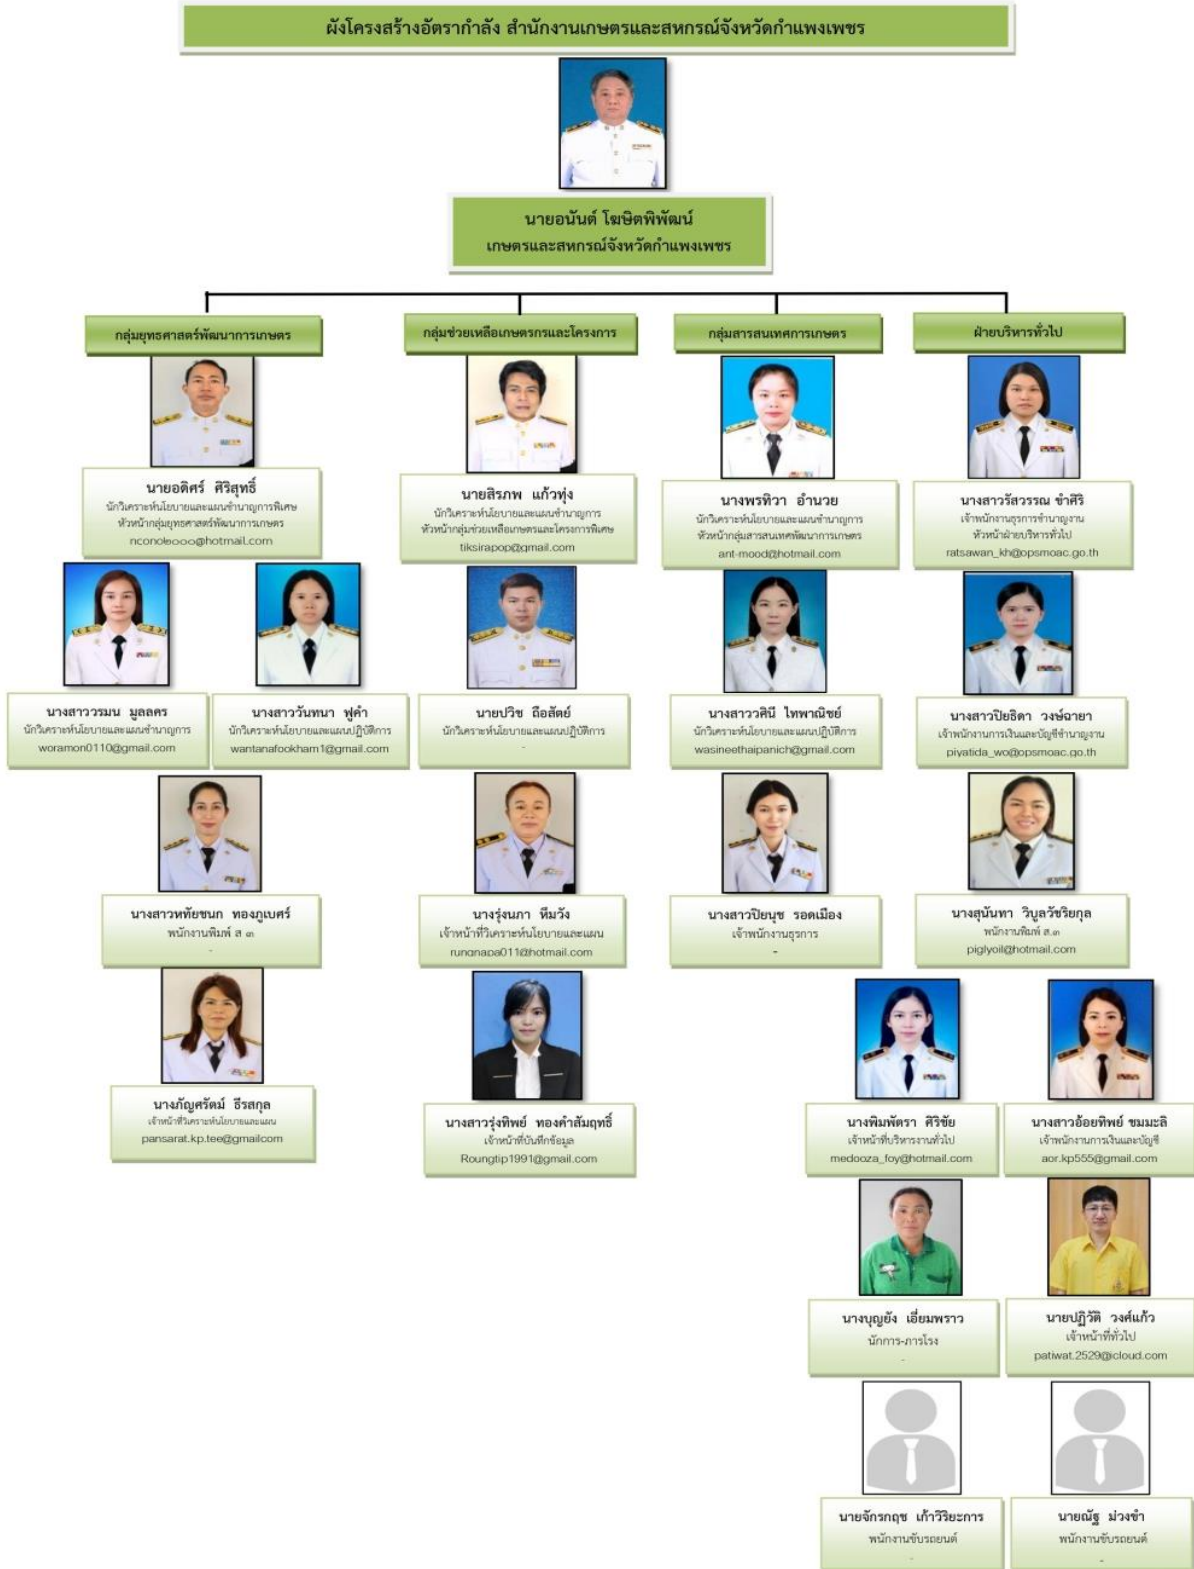 ผังโครงสร้างอัตรากำลัง สำนักงานเกษตรและสหกรณ์จังหวัดกำแพงเพชร
นายอนันต์ โฆษิตพิพัฒน์
เกษตรและสหกรณ์จังหวัดกำแพงเพชร
กลุ่มยุทธศาสตร์พัฒนาการเกษตร
นายอดิศร์ ศิริสุทธิ์
นักวิเคราะห์นโยบายและแผนชำนาญการพิเศษ
หัวหน้ากลุ่มยุทธศาสตร์พัฒนาการเกษตร
ncono๒๐๐๐@hotmail.com
นางสาววรมน มูลลคร
นักวิเคราะห์นโยบายและแผนชำนาญการ
woramon0110@gmail.com
นางสาววันทนา ฟูคำ
นักวิเคราะห์นโยบายและแผนปฏิบัติการ
wantanafookham1@gmail.com
นางสาวหทัยชนก ทองภูเบศร์
พนักงานพิมพ์ ส ๓
-
นางภัญศรัตม์ ธีรสกุล
เจ้าหน้าที่วิเคราะห์นโยบายและแผน
pansarat.kp.tee@gmailcom
กลุ่มช่วยเหลือเกษตรกรและโครงการ
นายสิรภพ แก้วทุ่ง
นักวิเคราะห์นโยบายและแผนชำนาญการ
หัวหน้ากลุ่มช่วยเหลือเกษตรและโครงการพิเศษ
tiksirapop@gmail.com
นายปวิช ถือสัตย์
นักวิเคราะห์นโยบายและแผนปฏิบัติการ
-
นางรุ่งนภา หีมวัง
เจ้าหน้าที่วิเคราะห์นโยบายและแผน
rungnapa011@hotmail.com
นางสาวรุ่งทิพย์ ทองคำสัมฤทธิ์
เจ้าหน้าที่บันทึกข้อมูล
Roungtip1991@gmail.com
กลุ่มสารสนเทศการเกษตร
นางพรทิวา อำนวย
นักวิเคราะห์นโยบายและแผนชำนาญการ
หัวหน้ากลุ่มสารสนเทศพัฒนาการเกษตร
ant-mood@hotmail.com
นางสาววศินี ไทพาณิชย์
นักวิเคราะห์นโยบายและแผนปฏิบัติการ
wasineethaipanich@gmail.com
นางสาวปิยนุช รอดเมือง
เจ้าพนักงานธุรการ
-
ฝ่ายบริหารทั่วไป
นางสาวรัสวรรณ ขำศิริ
เจ้าพนักงานธุรการชำนาญงาน
หัวหน้าฝ่ายบริหารทั่วไป
ratsawan_kh@opsmoac.go.th
นางสาวปิยธิดา วงษ์ฉายา
เจ้าพนักงานการเงินและบัญชีชำนาญงาน
piyatida_wo@opsmoac.go.th
นางสุนันทา วิบูลวัชริยกุล
พนักงานพิมพ์ ส.๓
piglyoil@hotmail.com
นางพิมพัตรา ศิริชัย
เจ้าหน้าที่บริหารงานทั่วไป
medooza_foy@hotmail.com
นางสาวอ้อยทิพย์ ชมมะลิ
เจ้าพนักงานการเงินและบัญชี
aor.kp555@gmail.com
นางบุญยัง เอี่ยมพราว
นักการ-ภารโรง
-
นายปฏิวัติ วงศ์แก้ว
เจ้าหน้าที่ทั่วไป
patiwat.2529@icloud.com
นายจักรกฤช เก้าวิริยะการ
พนักงานขับรถยนต์
-
นายณัฐ ม่วงขำ
พนักงานขับรถยนต์
-